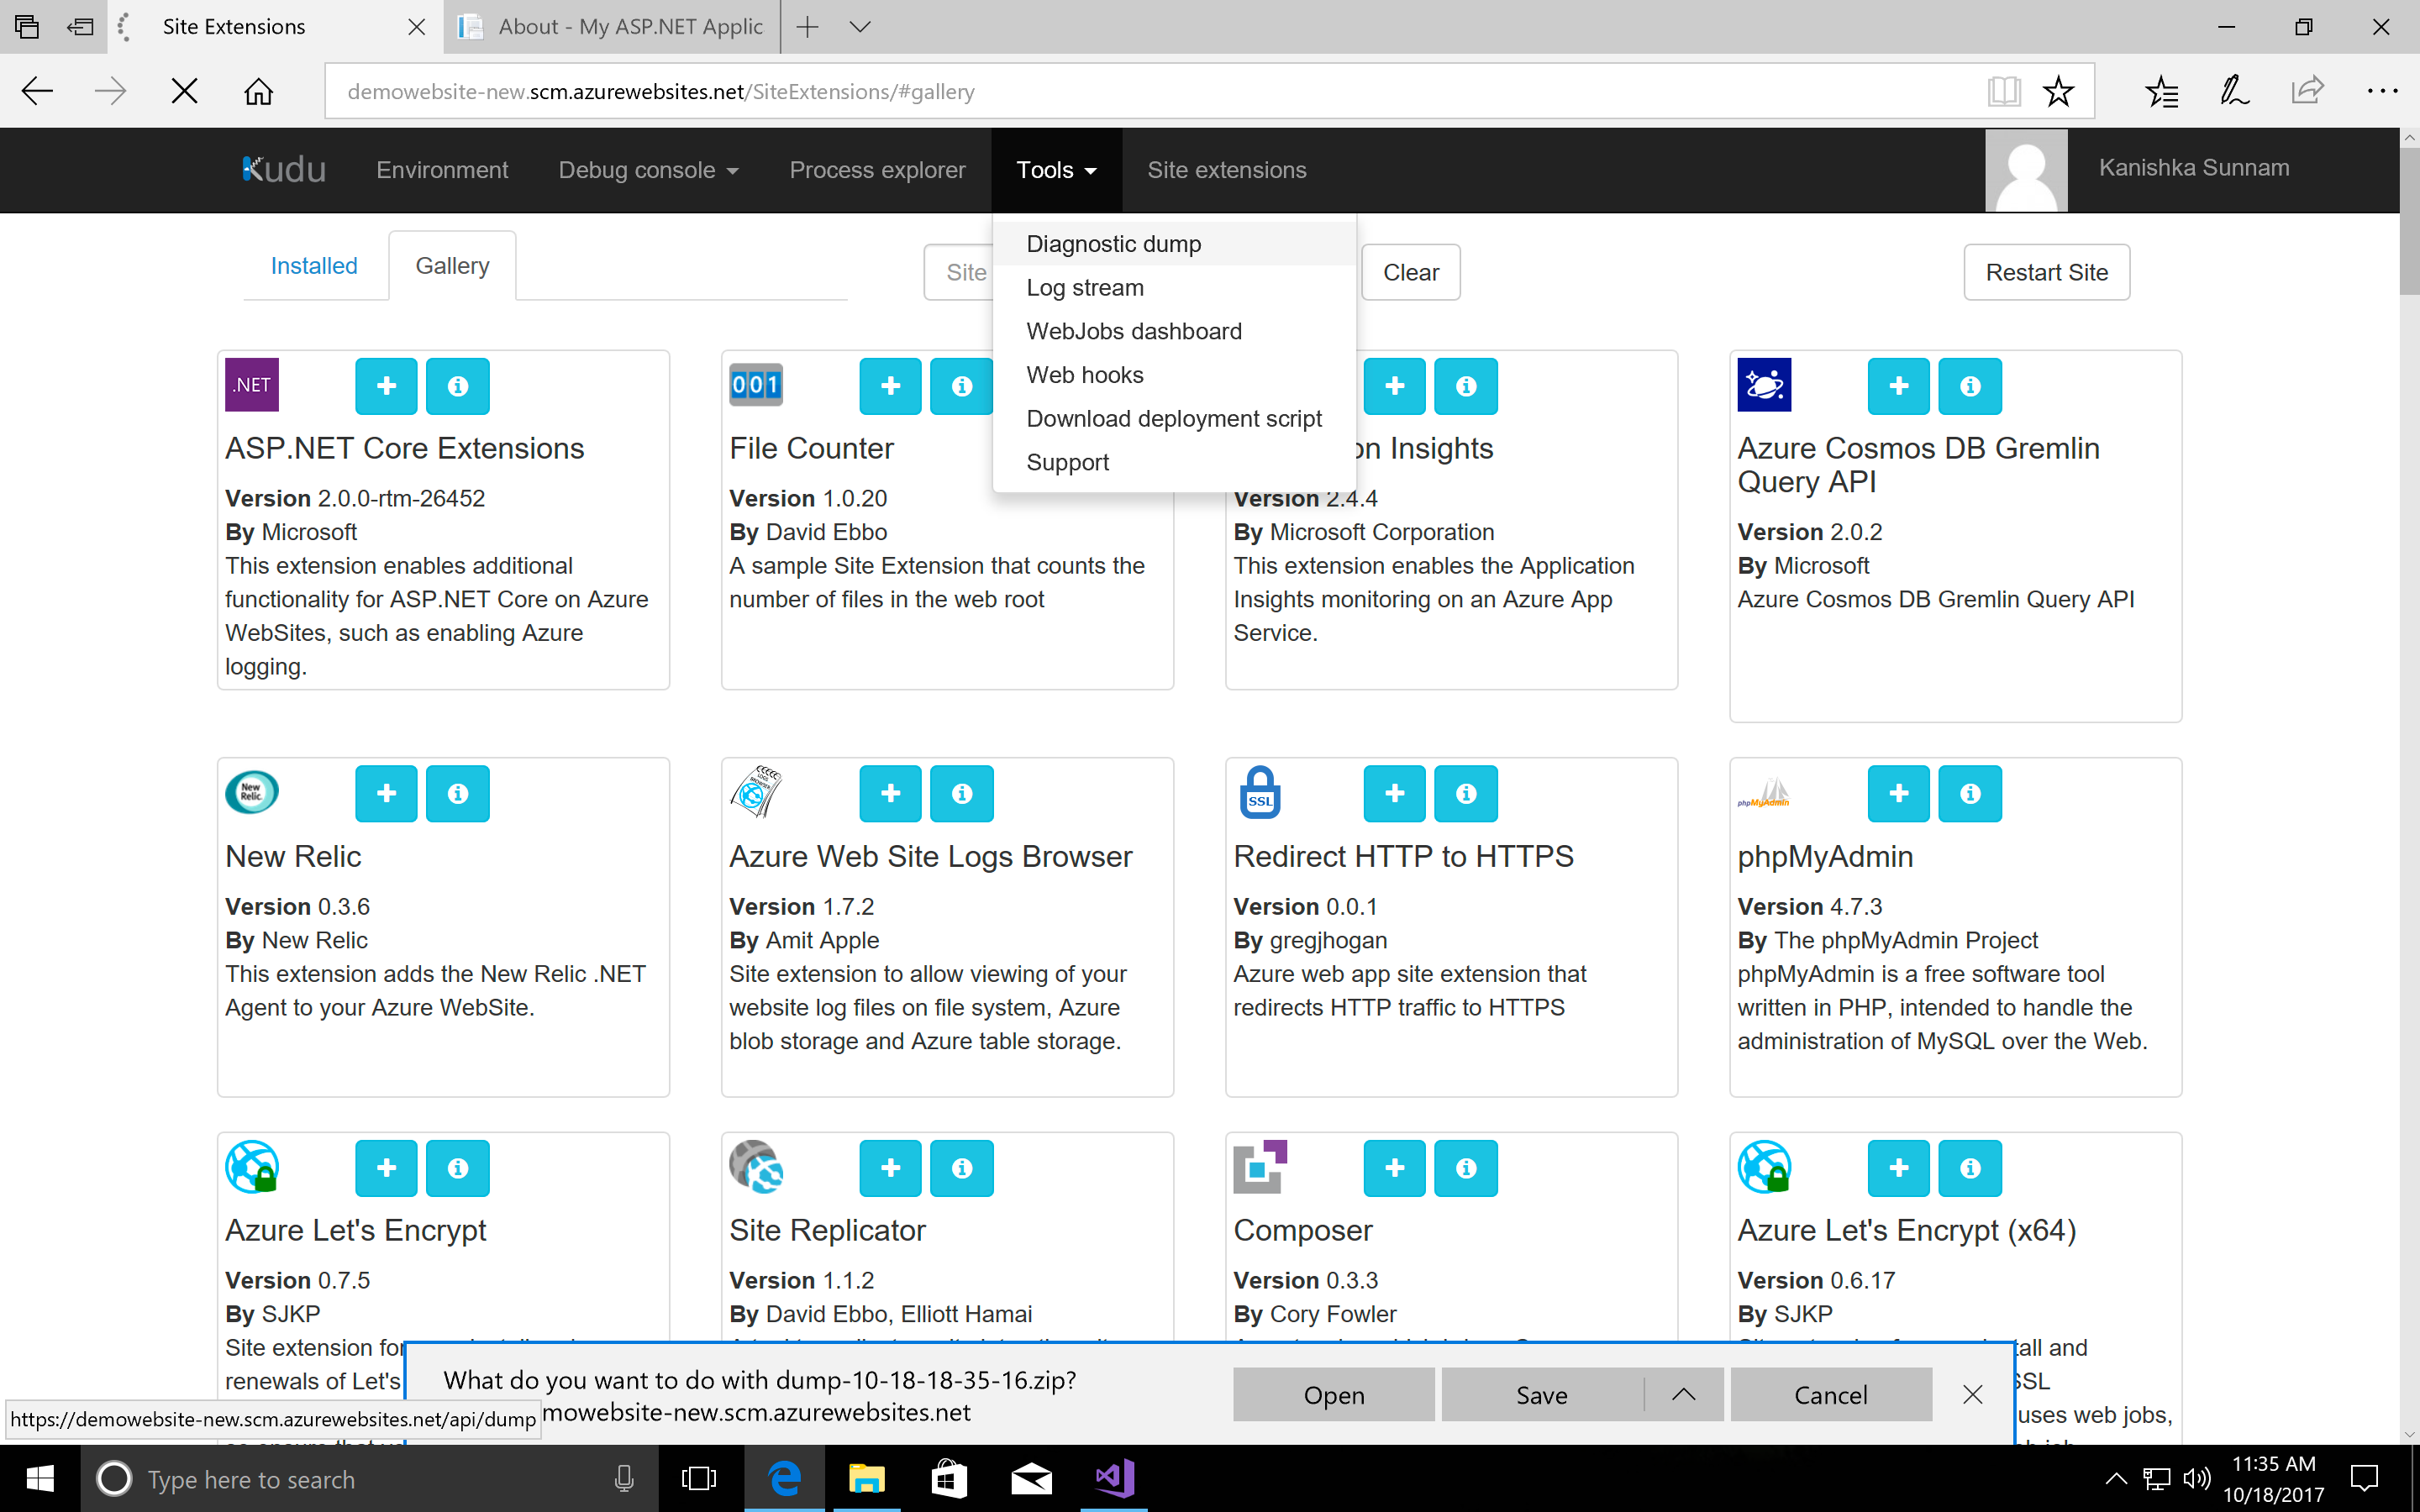 Site Extensions
About - My ASP.NET Applic
demowebsite-new.scm.azurewebsites.net/SiteExtensions/#gallery
Kudu Environment Debug console Process explorer Tools Site extensions Kanishka Sunnam
Installed Gallery Site Clear Restart Site
Diagnostic dump
Log stream
WebJobs dashboard
Web hooks
Download deployment script
Support
.NET
ASP.NET Core Extensions
Version 2.0.0-rtm-26452
By Microsoft
This extension enables additional
functionality for ASP.NET Core on Azure
WebSites, such as enabling Azure
logging.
001
File Counter
Version 1.0.20
By David Ebbo
A sample Site Extension that counts the
number of files in the web root
on Insights
Version 2.4.4
By Microsoft Corporation
This extension enables the Application
Insights monitoring on an Azure App
Service.
Azure Cosmos DB Gremlin
Query API
Version 2.0.2
By Microsoft
Azure Cosmos DB Gremlin Query API
New
Relic.
New Relic
Version 0.3.6
By New Relic
This extension adds the New Relic .NET
Agent to your Azure WebSite.
LOGS
BROWSER
Azure Web Site Logs Browser
Version 1.7.2
By Amit Apple
Site extension to allow viewing of your
website log files on file system, Azure
blob storage and Azure table storage.
SSL
Redirect HTTP to HTTPS
Version 0.0.1
By gregjhogan
Azure web app site extension that
redirects HTTP traffic to HTTPS
phpMyAdmin
phpMyAdmin
Version 4.7.3
By The phpMyAdmin Project
phpMyAdmin is a free software tool
written in PHP, intended to handle the
administration of MySQL over the Web.
Azure Let's Encrypt
Version 0.7.5
By SJKP
Site extension for
renewals of Let's
Site Replicator
Version 1.1.2
By David Ebbo, Elliott Hamai
Composer
Version 0.3.3
By Cory Fowler
Azure Let's Encrypt (x64)
Version 0.6.17
By SJKP
tall and
SSL
uses web jobs,
What do you want to do with dump-10-18-18-35-16.zip?
mowebsite-new.scm.azurewebsites.net
Open Save Cancel
https://demowebsite-new.scm.azurewebsites.net/api/dump
Type here to search
11:35 AM
10/18/2017